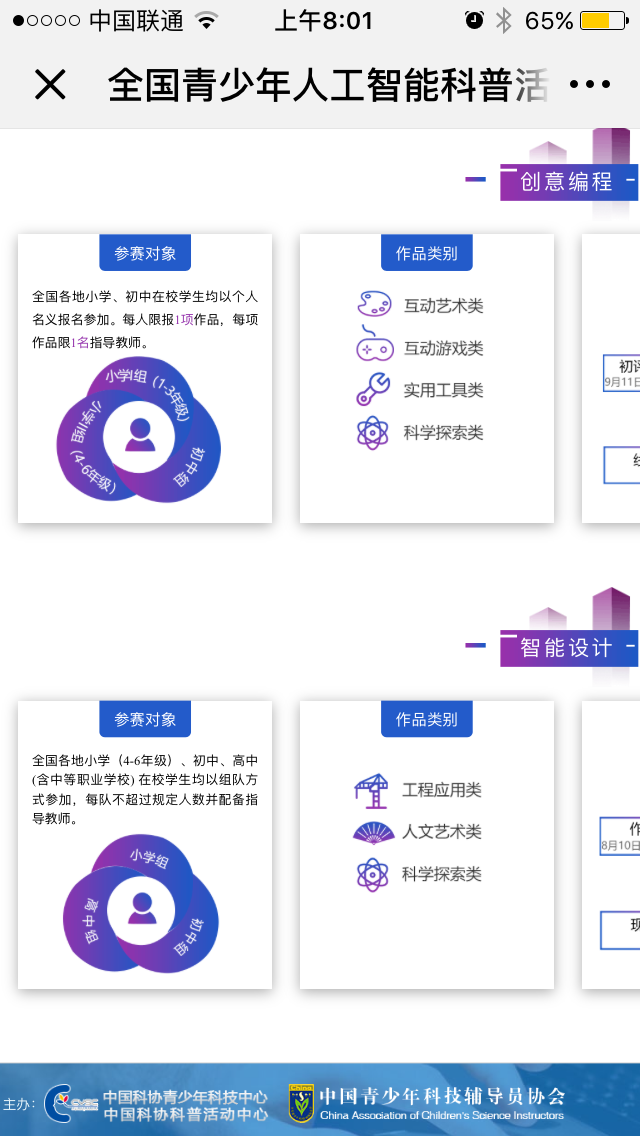 中国联通 上午8:01 65%
全国青少年人工智能科普活
创意编程
参赛对象
全国各地小学、初中在校学生均以个人
名义报名参加。每人限报1项作品，每项
作品限1名指导教师。
小学I组（1-3年级）
小学II组（4-6年级）
初中组
作品类别
互动艺术类
互动游戏类
实用工具类
科学探索类
初评
9月11日
智能设计
参赛对象
全国各地小学（4-6年级）、初中、高中
(含中等职业学校) 在校学生均以组队方
式参加，每队不超过规定人数并配备指
导教师。
小学组
高中组
初中组
作品类别
工程应用类
人文艺术类
科学探索类
作
8月10日
现
主办：
中国科协青少年科技中心
中国科协科普活动中心
中国青少年科技辅导员协会
China Association of Children's Science Instructors